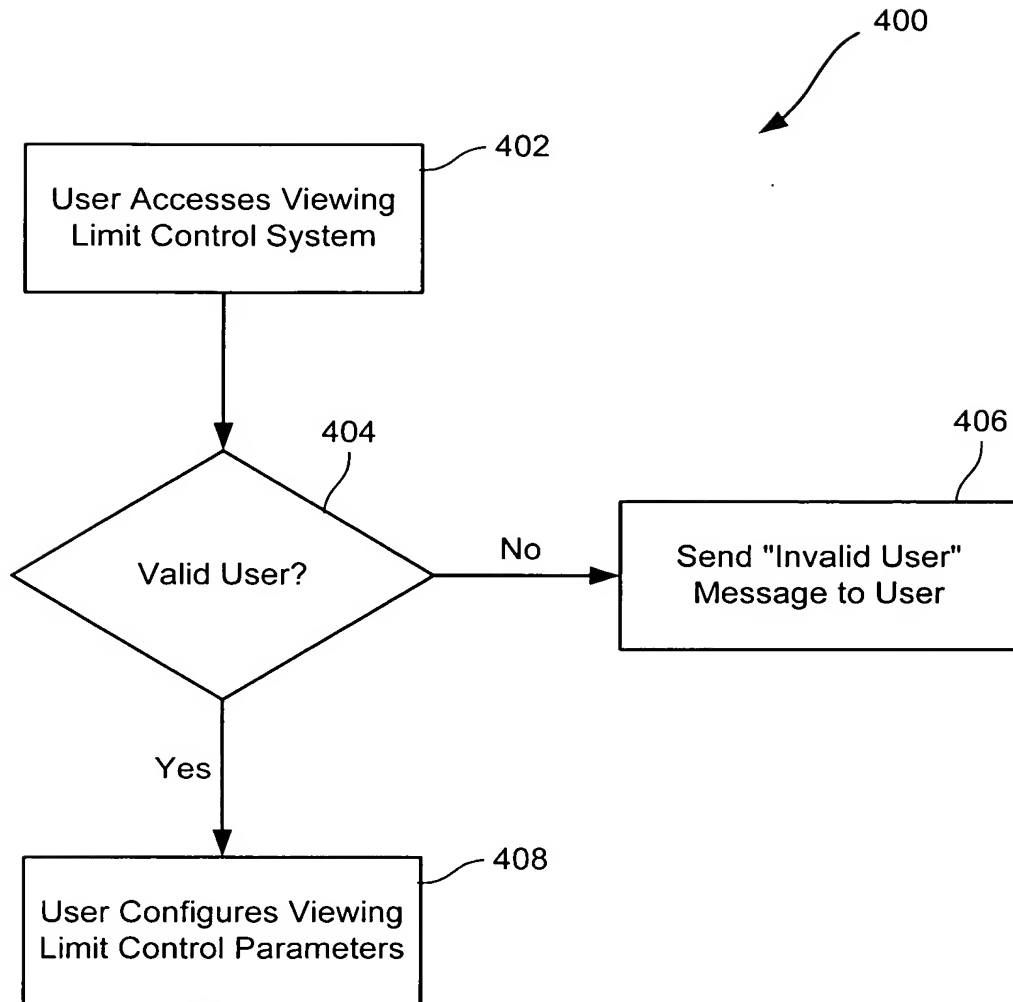 400
402
User Accesses Viewing
Limit Control System
404
Valid User?
No
406
Send "Invalid User"
Message to User
Yes
408
User Configures Viewing
Limit Control Parameters